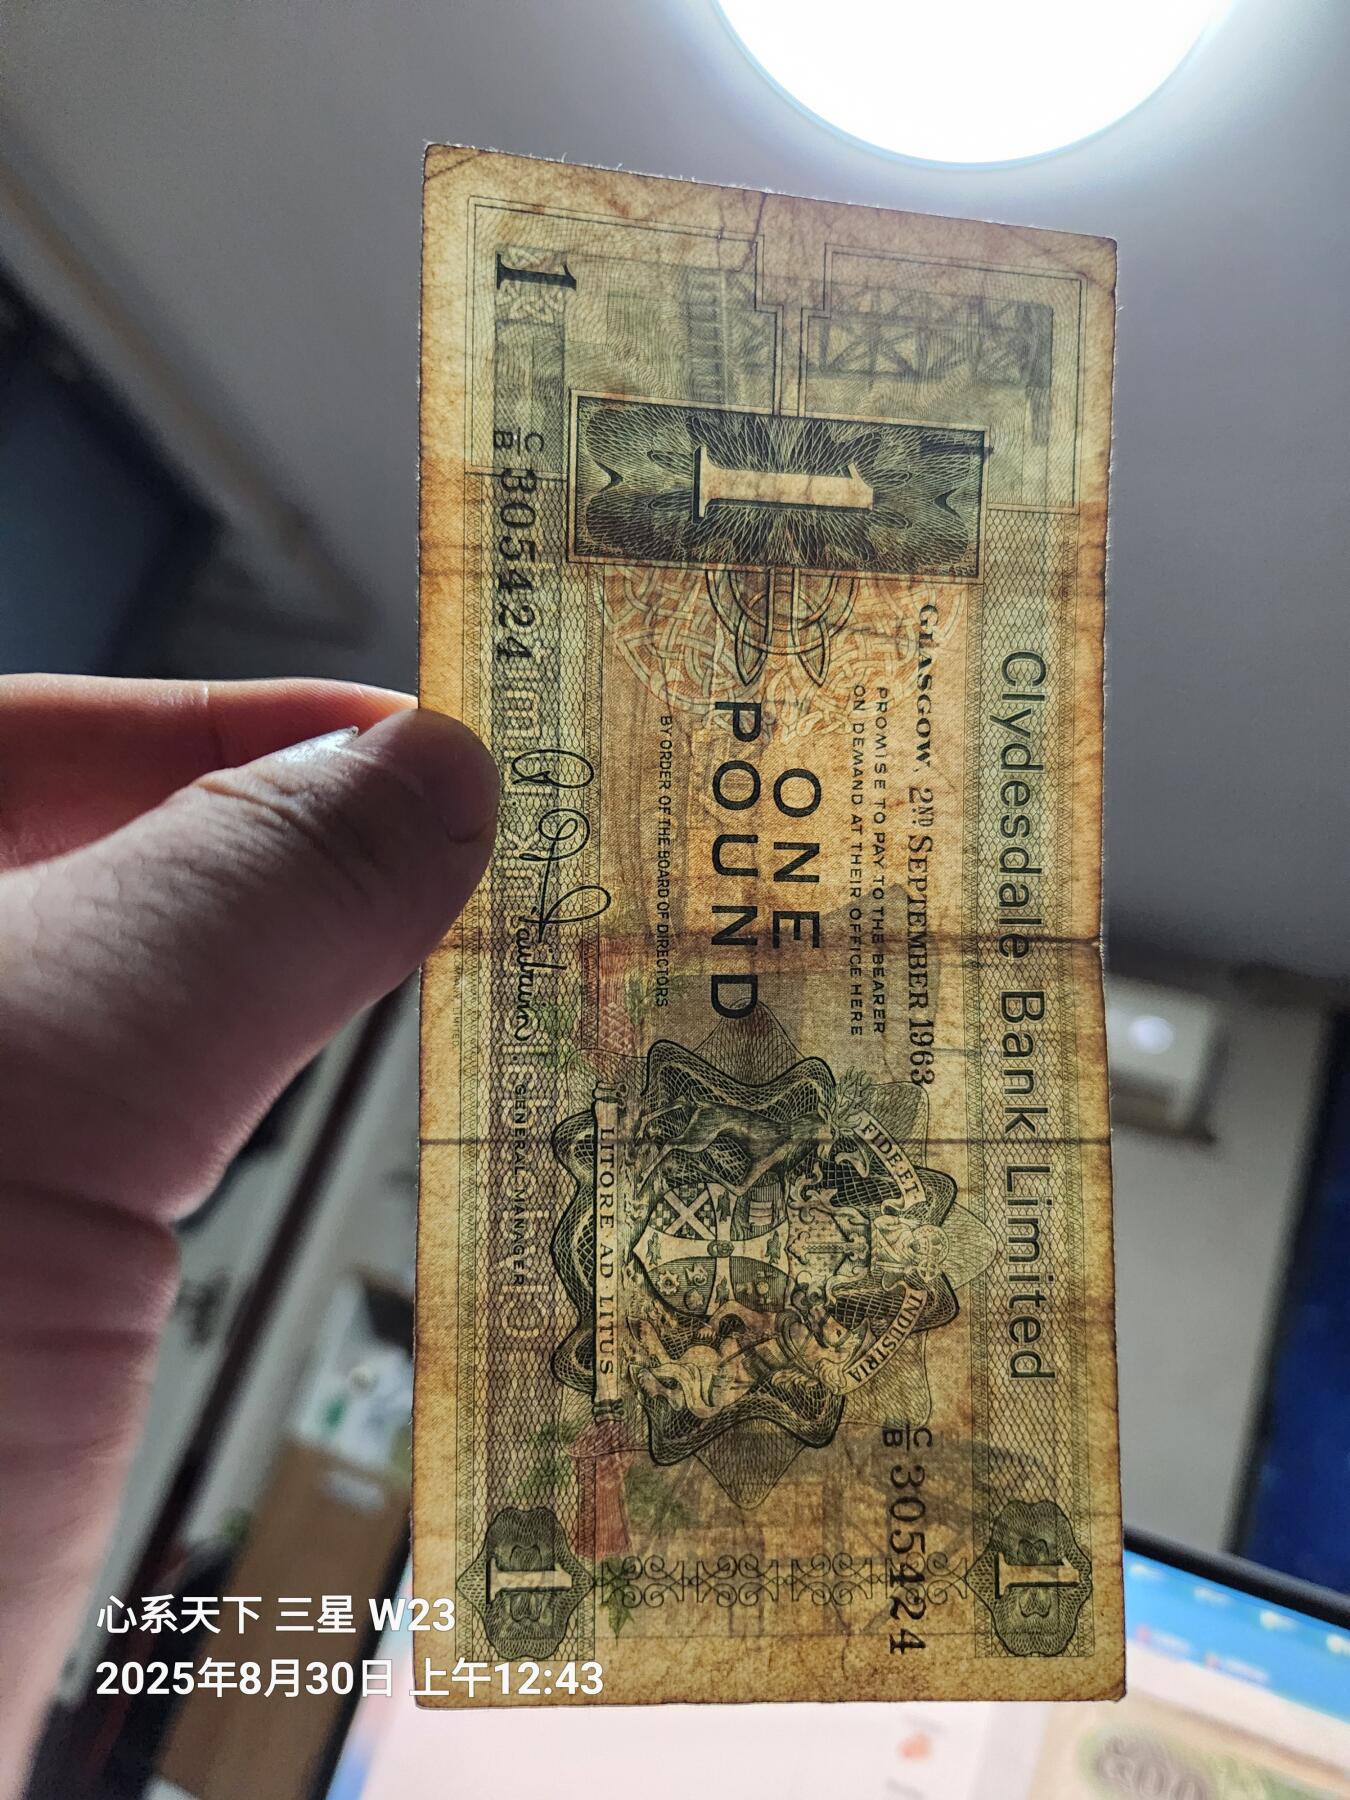 Clydesdale Bank Limited
GLASGOW, 2ND SEPTEMBER 1963
PROMISE TO PAY TO THE BEARER
ON DEMAND AT THEIR OFFICE HERE
ONE
POUND
BY ORDER OF THE BOARD OF DIRECTORS
GENERAL MANAGER
1
1
C/B 305424
C/B 305424
FIDE ET INDUSTRIA
LITORE AD LITUS
1
1
心系天下 三星 W23
2025年8月30日 上午12:43